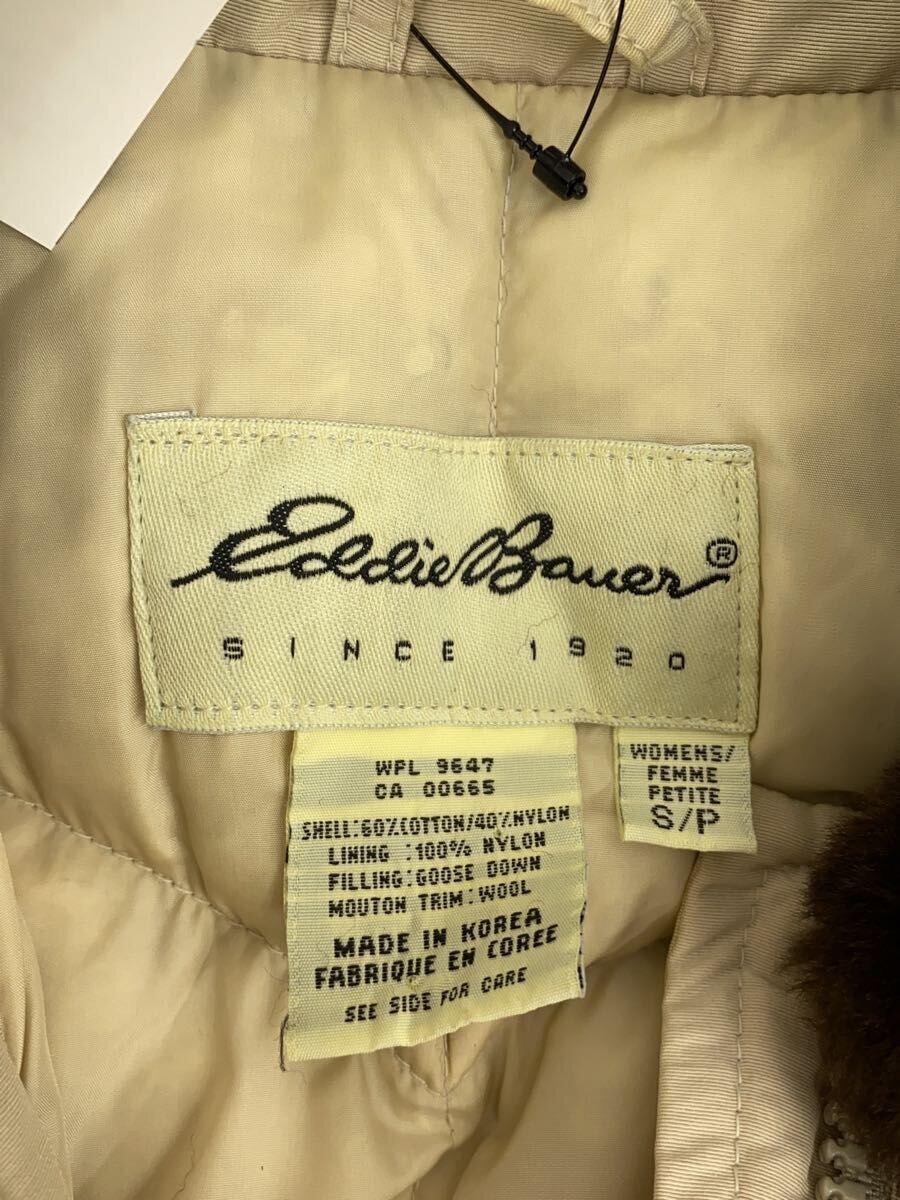 Eddie Bauer®
SINCE 1920
WPL 9647
CA 00665
SHELL:60%COTTON/40%NYLON
LINING :100% NYLON
FILLING:GOOSE DOWN
MOUTON TRIM:WOOL
MADE IN KOREA
FABRIQUE EN COREE
SEE SIDE FOR CARE
WOMENS/
FEMME
PETITE
S/P